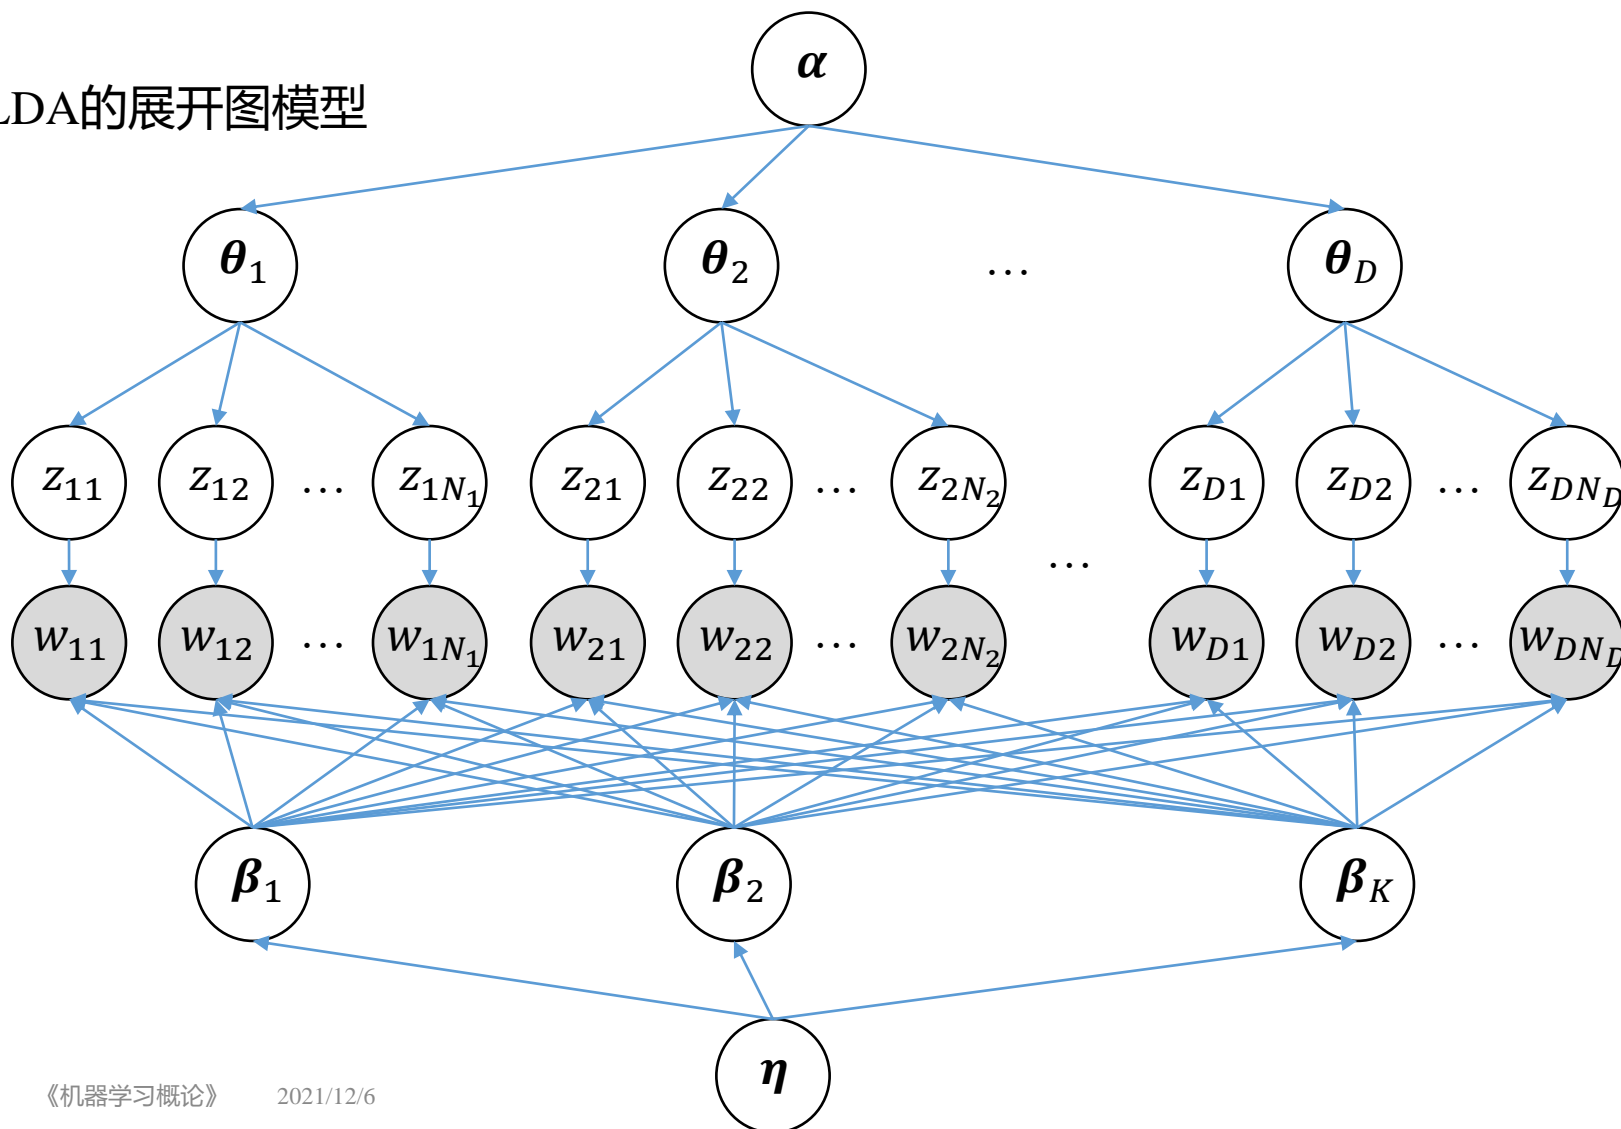 α
LDA的展开图模型
θ1 θ2 … θD
z11 z12 … z1N1 z21 z22 … z2N2 zD1 zD2 … zDND
…
w11 w12 … w1N1 w21 w22 … w2N2 wD1 wD2 … wDND
β1 β2 βK
η
《机器学习概论》 2021/12/6